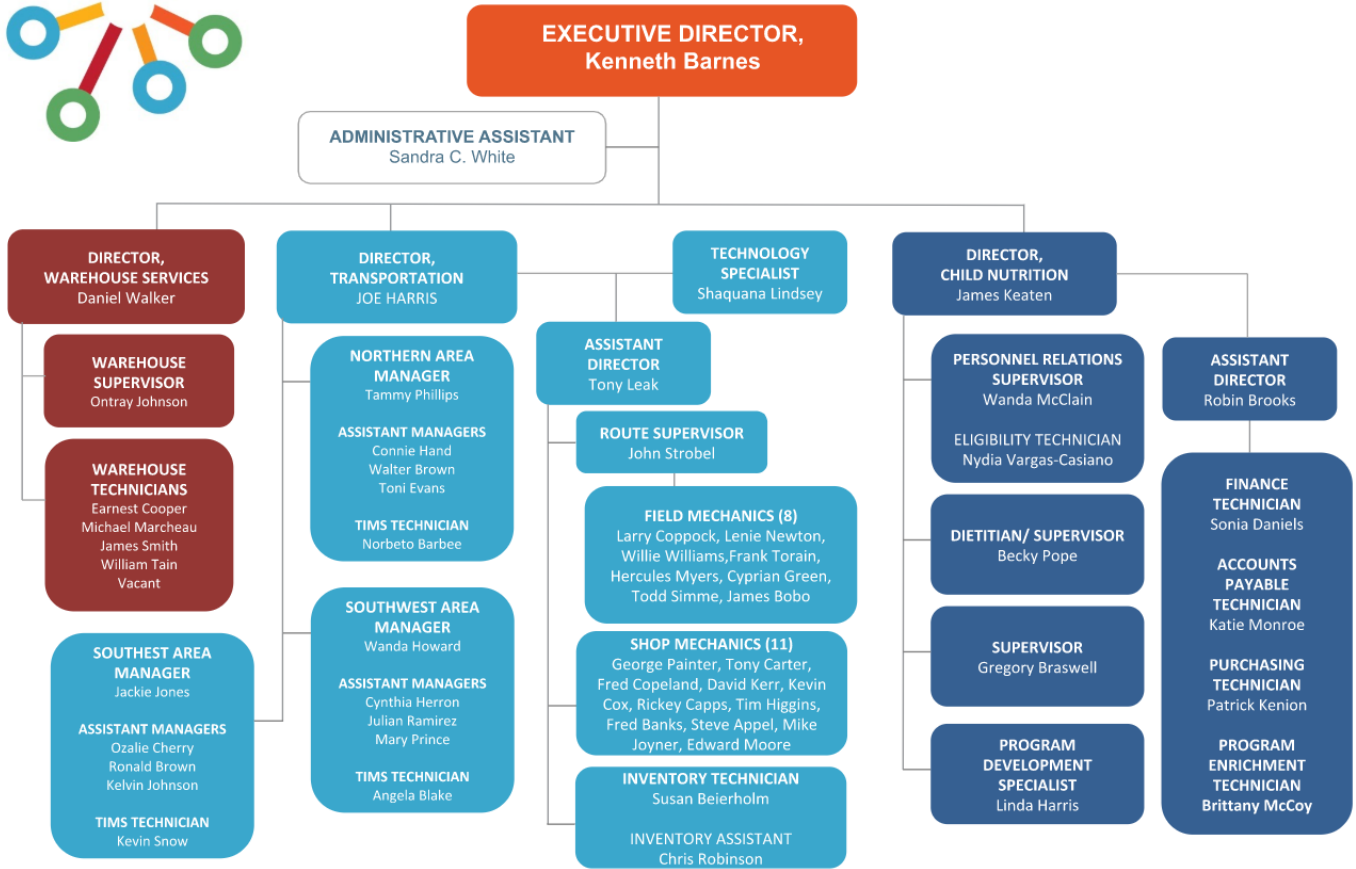 EXECUTIVE DIRECTOR,
Kenneth Barnes
ADMINISTRATIVE ASSISTANT
Sandra C. White
DIRECTOR,
WAREHOUSE SERVICES
Daniel Walker
WAREHOUSE
SUPERVISOR
Ontray Johnson
WAREHOUSE
TECHNICIANS
Earnest Cooper
Michael Marcheau
James Smith
William Tain
Vacant
DIRECTOR,
TRANSPORTATION
JOE HARRIS
TECHNOLOGY
SPECIALIST
Shaquana Lindsey
NORTHERN AREA
MANAGER
Tammy Phillips
ASSISTANT MANAGERS
Connie Hand
Walter Brown
Toni Evans
TIMS TECHNICIAN
Norbeto Barbee
SOUTHWEST AREA
MANAGER
Wanda Howard
ASSISTANT MANAGERS
Cynthia Herron
Julian Ramirez
Mary Prince
TIMS TECHNICIAN
Angela Blake
SOUTHEST AREA
MANAGER
Jackie Jones
ASSISTANT MANAGERS
Ozalie Cherry
Ronald Brown
Kelvin Johnson
TIMS TECHNICIAN
Kevin Snow
ASSISTANT
DIRECTOR
Tony Leak
ROUTE SUPERVISOR
John Strobel
FIELD MECHANICS (8)
Larry Coppock, Lenie Newton,
Willie Williams,Frank Torain,
Hercules Myers, Cyprian Green,
Todd Simme, James Bobo
SHOP MECHANICS (11)
George Painter, Tony Carter,
Fred Copeland, David Kerr, Kevin
Cox, Rickey Capps, Tim Higgins,
Fred Banks, Steve Appel, Mike
Joyner, Edward Moore
INVENTORY TECHNICIAN
Susan Beierholm
INVENTORY ASSISTANT
Chris Robinson
DIRECTOR,
CHILD NUTRITION
James Keaten
PERSONNEL RELATIONS
SUPERVISOR
Wanda McClain
ELIGIBILITY TECHNICIAN
Nydia Vargas-Casiano
DIETITIAN/ SUPERVISOR
Becky Pope
SUPERVISOR
Gregory Braswell
PROGRAM
DEVELOPMENT
SPECIALIST
Linda Harris
ASSISTANT
DIRECTOR
Robin Brooks
FINANCE
TECHNICIAN
Sonia Daniels
ACCOUNTS
PAYABLE
TECHNICIAN
Katie Monroe
PURCHASING
TECHNICIAN
Patrick Kenion
PROGRAM
ENRICHMENT
TECHNICIAN
Brittany McCoy